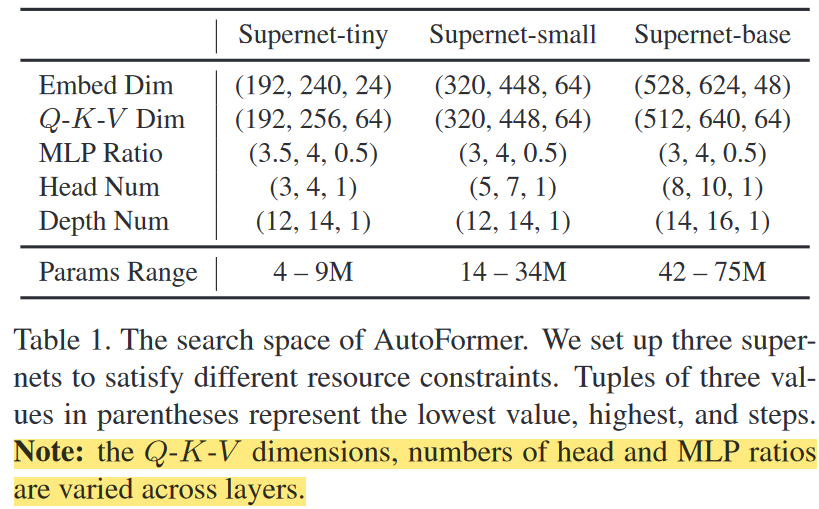 Supernet-tiny Supernet-small Supernet-base
Embed Dim (192, 240, 24) (320, 448, 64) (528, 624, 48)
Q-K-V Dim (192, 256, 64) (320, 448, 64) (512, 640, 64)
MLP Ratio (3.5, 4, 0.5) (3, 4, 0.5) (3, 4, 0.5)
Head Num (3, 4, 1) (5, 7, 1) (8, 10, 1)
Depth Num (12, 14, 1) (12, 14, 1) (14, 16, 1)
Params Range 4 – 9M 14 – 34M 42 – 75M
Table 1. The search space of AutoFormer. We set up three super-
nets to satisfy different resource constraints. Tuples of three val-
ues in parentheses represent the lowest value, highest, and steps.
Note: the Q-K-V dimensions, numbers of head and MLP ratios
are varied across layers.